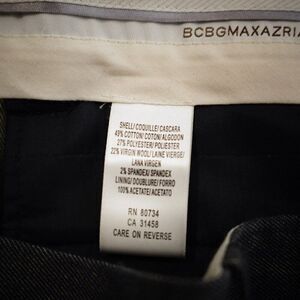 BCBGMAXAZRIA
SHELL/ COQUILLE/ CASCARA
49% COTTON/ COTON/ ALGODON
27% POLYESTER/ POLIESTER
22% VIRGIN WOOL/ LAINE VIERGE/
LANA VIRGEN
2% SPANDEX/ SPANDEX
LINING/ DOUBLURE/ FORRO
100% ACETATE/ ACETATO
RN 80734
CA 31458
CARE ON REVERSE